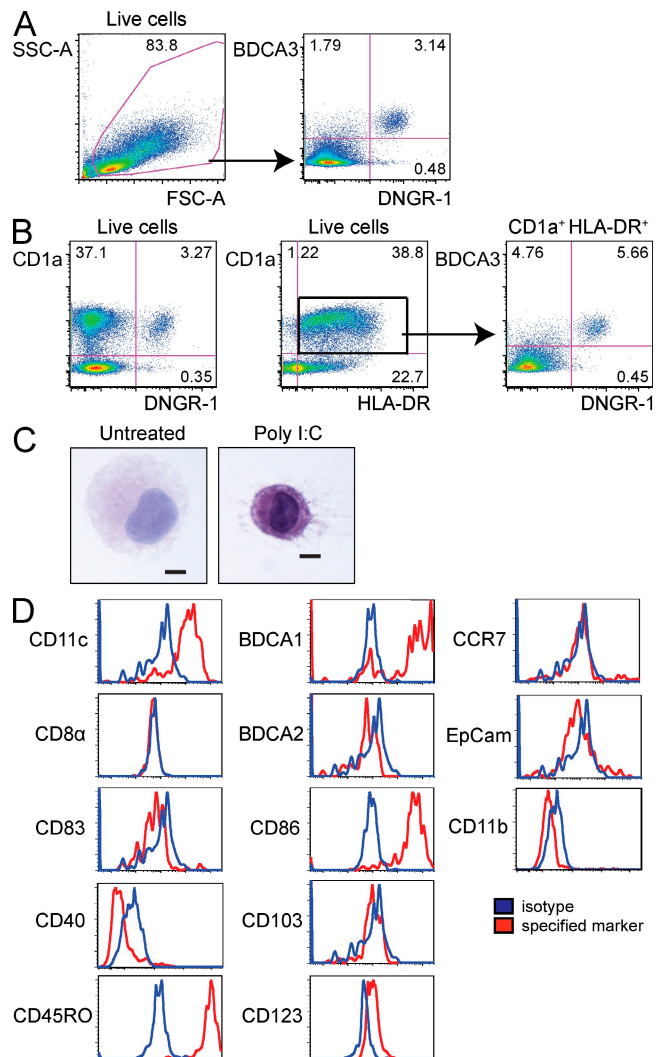 A
Live cells
SSC-A
83.8
FSC-A
BDCA3
1.79
3.14
0.48
DNGR-1
B
Live cells
CD1a
37.1
3.27
0.35
DNGR-1
Live cells
CD1a
1.22
38.8
22.7
HLA-DR
CD1a+ HLA-DR+
BDCA3
4.76
5.66
0.45
DNGR-1
C
Untreated
Poly I:C
D
CD11c
BDCA1
CCR7
CD8α
BDCA2
EpCam
CD83
CD86
CD11b
CD40
CD103
isotype
specified marker
CD45RO
CD123